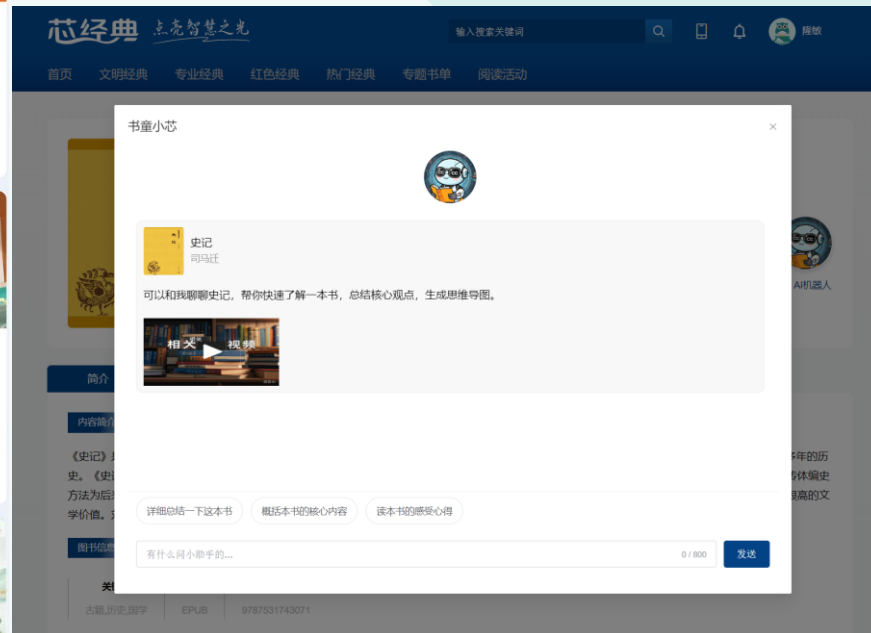 芯经典 点亮智慧之光
输入搜索关键词
隆敏
首页 文明经典 专业经典 红色经典 热门经典 专题书单 阅读活动
书童小芯
×
史记
司马迁
可以和我聊聊史记，帮你快速了解一本书，总结核心观点，生成思维导图。
相关 视频
AI机器人
简介
内容简介
《史记》
多年的历
史。《史记
传体编史
方法为后
很高的文
学价值。
详细总结一下这本书 概括本书的核心内容 读本书的感受心得
图书信息
有什么问小助手的... 0 / 800 发送
关
古籍,历史,国学 EPUB 9787531743071